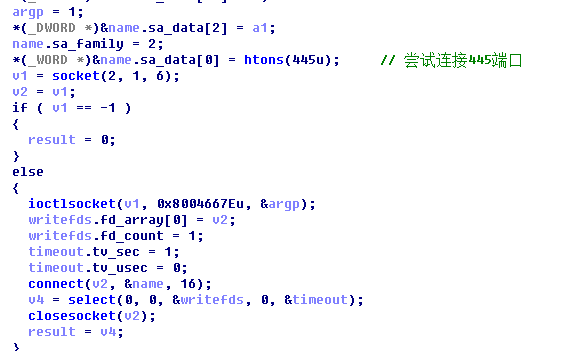 argp = 1;
*(_DWORD *)&name.sa_data[2] = a1;
name.sa_family = 2;
*(_WORD *)&name.sa_data[0] = htons(445u);     // 尝试连接445端口
v1 = socket(2, 1, 6);
v2 = v1;
if ( v1 == -1 )
{
  result = 0;
}
else
{
  ioctlsocket(v1, 0x8004667Eu, &argp);
  writefds.fd_array[0] = v2;
  writefds.fd_count = 1;
  timeout.tv_sec = 1;
  timeout.tv_usec = 0;
  connect(v2, &name, 16);
  v4 = select(0, 0, &writefds, 0, &timeout);
  closesocket(v2);
  result = v4;
}